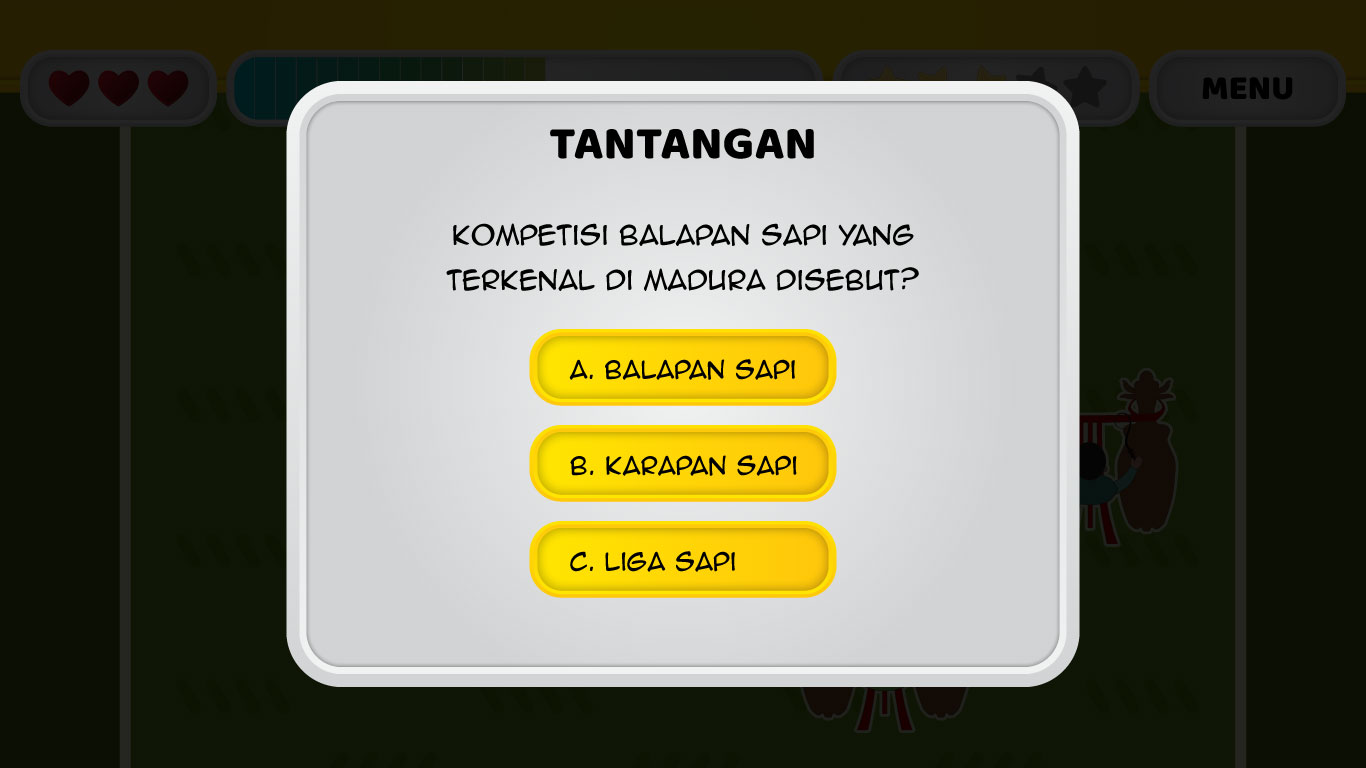 MENU
TANTANGAN
KOMPETISI BALAPAN SAPI YANG
TERKENAL DI MADURA DISEBUT?
A. BALAPAN SAPI
B. KARAPAN SAPI
C. LIGA SAPI